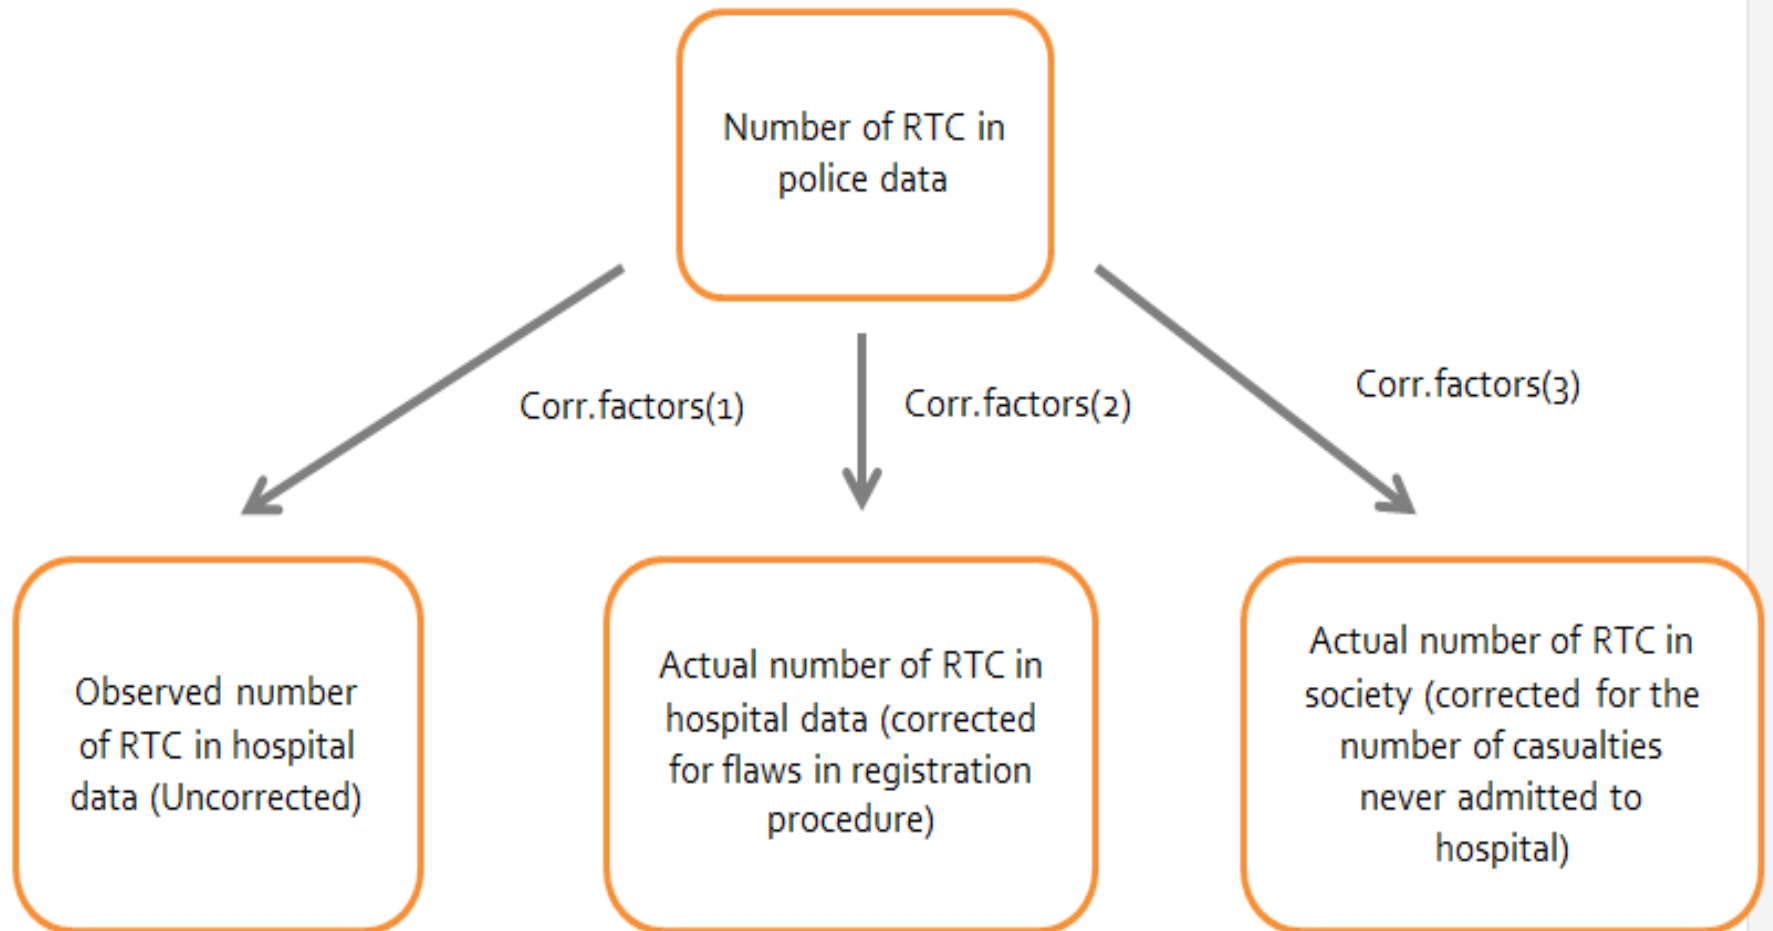 Number of RTC in
police data
Corr.factors(1)
Corr.factors(2)
Corr.factors(3)
Observed number
of RTC in hospital
data (Uncorrected)
Actual number of RTC in
hospital data (corrected
for flaws in registration
procedure)
Actual number of RTC in
society (corrected for the
number of casualties
never admitted to
hospital)